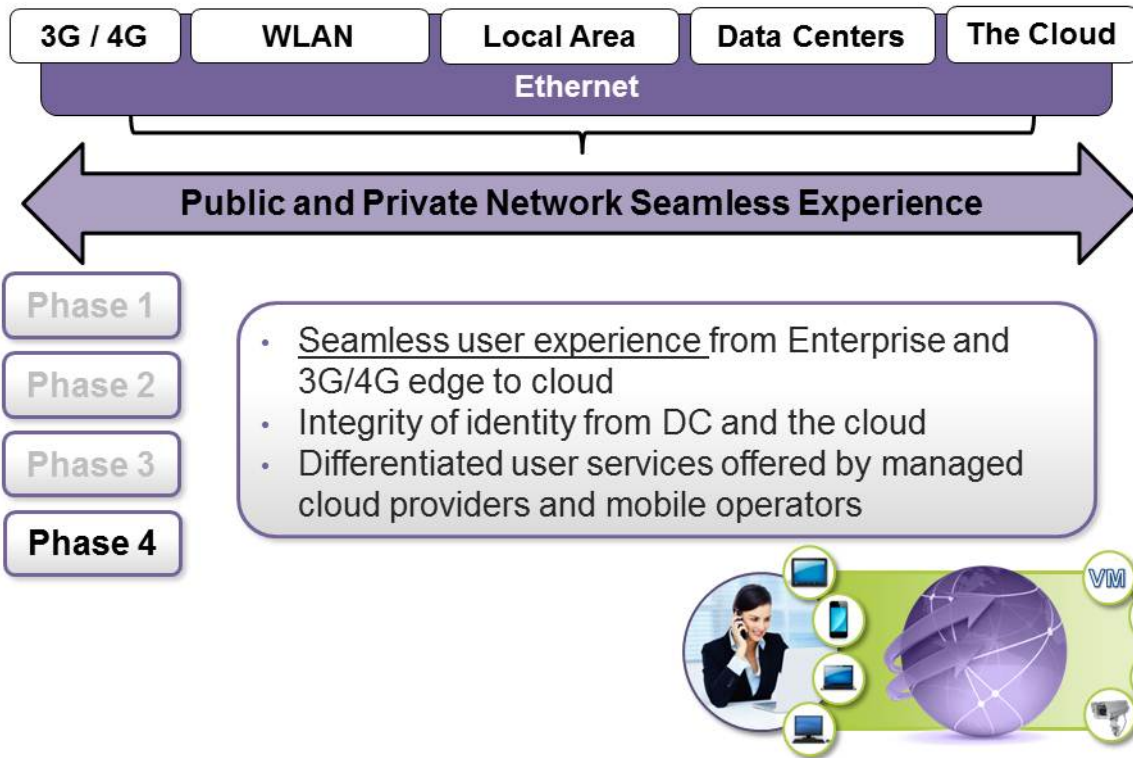 3G / 4G
WLAN
Local Area
Data Centers
The Cloud
Ethernet
Public and Private Network Seamless Experience
Phase 1
Phase 2
Phase 3
Phase 4
• Seamless user experience from Enterprise and
3G/4G edge to cloud
• Integrity of identity from DC and the cloud
• Differentiated user services offered by managed
cloud providers and mobile operators
VM